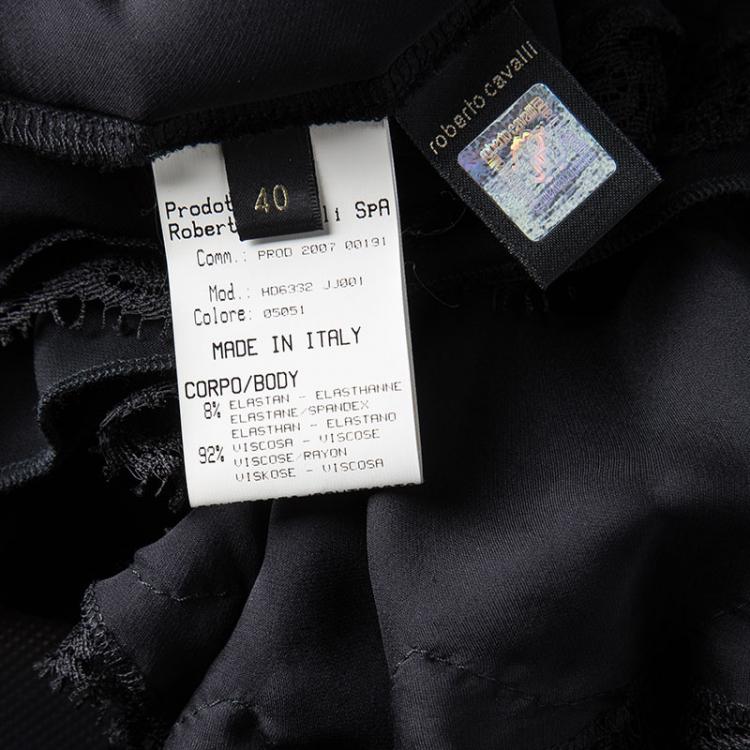 40
Prodot
Robert li SpA
Comm.: PROD 2007 00191
Mod.: HD6332 JJ001
Colore: 05051
MADE IN ITALY
CORPO/BODY
8% ELASTAN - ELASTHANNE
ELASTANE/SPANDEX
ELASTHAN - ELASTANO
92% VISCOSA - VISCOSE
VISCOSE/RAYON
VISKOSE - VISCOSA
roberto cavalli